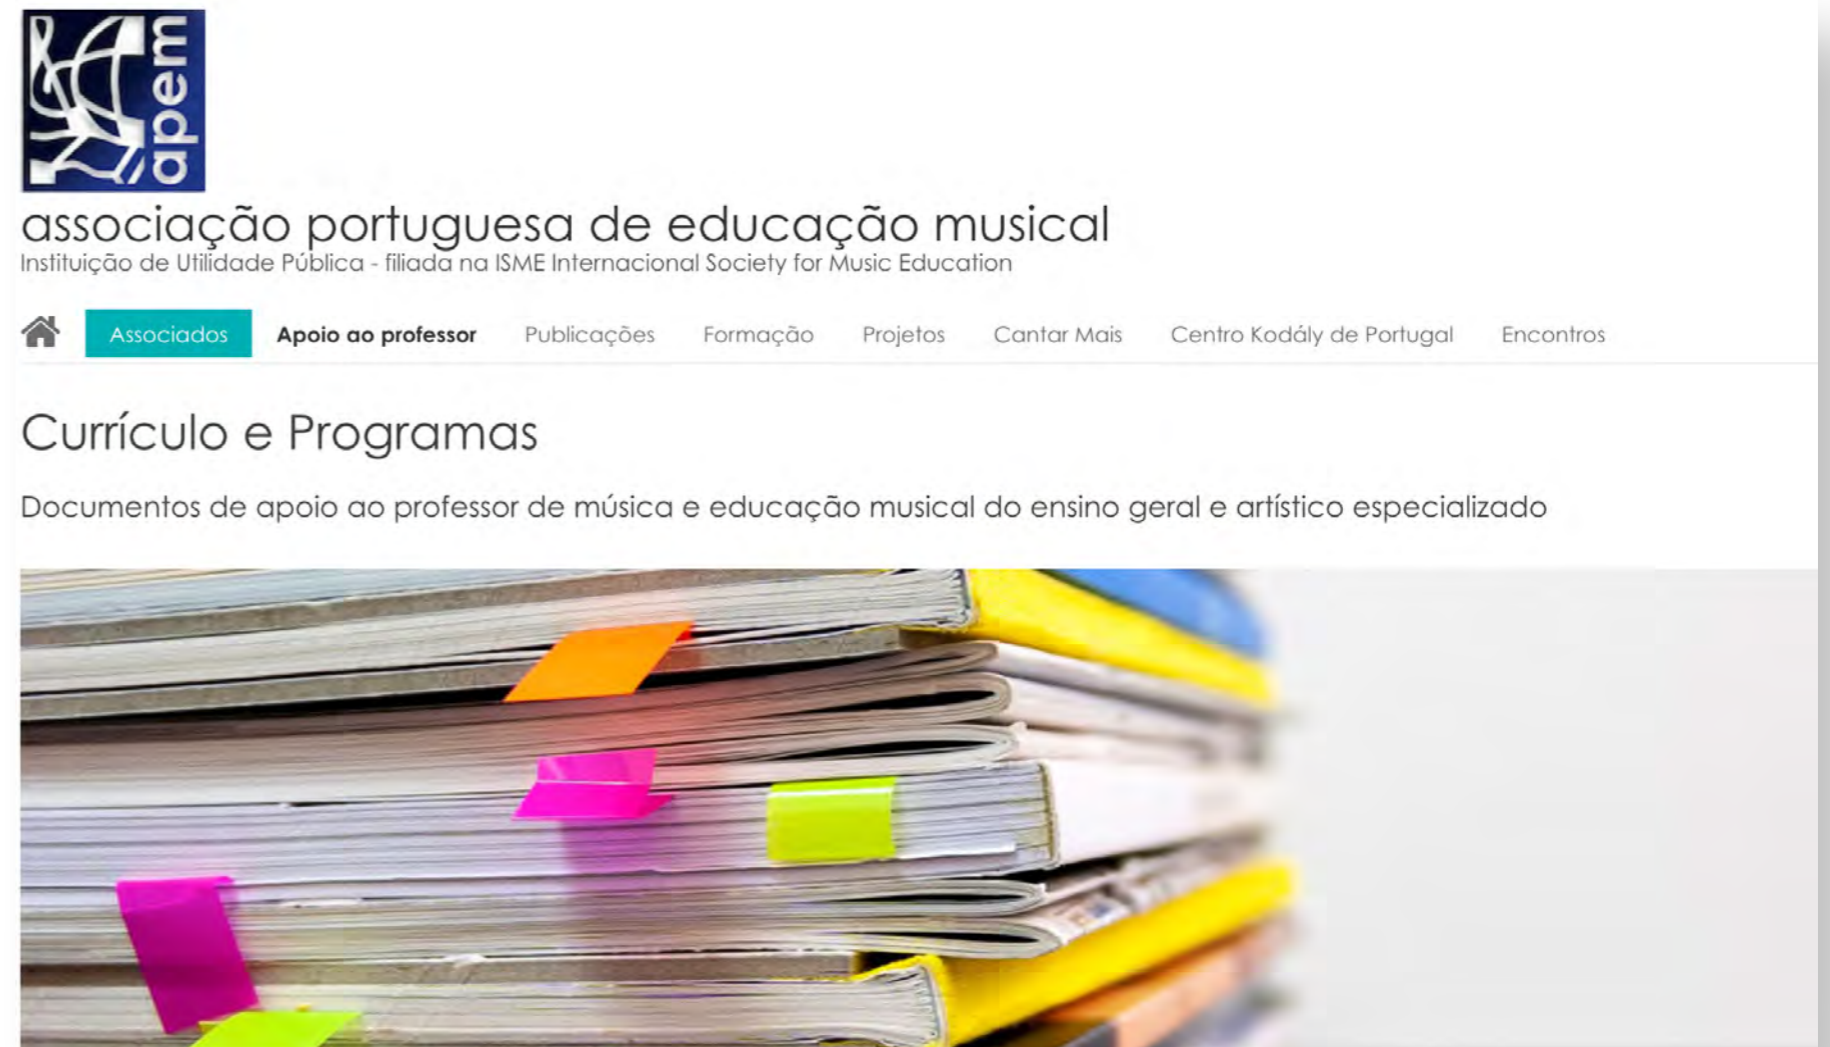 apem
associação portuguesa de educação musical
Instituição de Utilidade Pública - filiada na ISME Internacional Society for Music Education
Associados Apoio ao professor Publicações Formação Projetos Cantar Mais Centro Kodály de Portugal Encontros
Currículo e Programas
Documentos de apoio ao professor de música e educação musical do ensino geral e artístico especializado